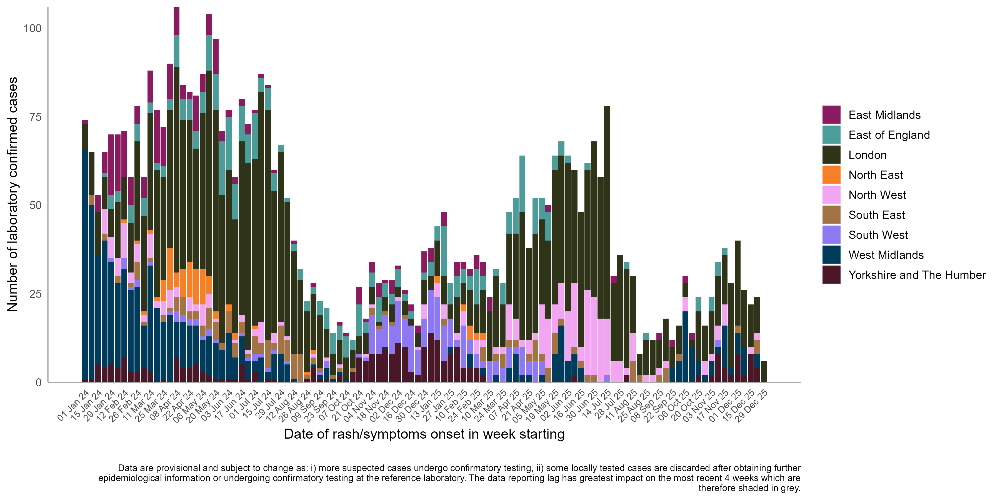 Number of laboratory confirmed cases
100
75
50
25
0
01 Jan 24
15 Jan 24
29 Jan 24
12 Feb 24
26 Feb 24
11 Mar 24
25 Mar 24
08 Apr 24
22 Apr 24
06 May 24
20 May 24
03 Jun 24
17 Jun 24
01 Jul 24
15 Jul 24
29 Jul 24
12 Aug 24
26 Aug 24
09 Sep 24
23 Sep 24
07 Oct 24
21 Oct 24
04 Nov 24
18 Nov 24
02 Dec 24
16 Dec 24
30 Dec 24
13 Jan 25
27 Jan 25
10 Feb 25
24 Feb 25
10 Mar 25
24 Mar 25
07 Apr 25
21 Apr 25
05 May 25
19 May 25
02 Jun 25
16 Jun 25
30 Jun 25
14 Jul 25
28 Jul 25
11 Aug 25
25 Aug 25
08 Sep 25
22 Sep 25
06 Oct 25
20 Oct 25
03 Nov 25
17 Nov 25
01 Dec 25
15 Dec 25
29 Dec 25
Date of rash/symptoms onset in week starting
East Midlands
East of England
London
North East
North West
South East
South West
West Midlands
Yorkshire and The Humber
Data are provisional and subject to change as: i) more suspected cases undergo confirmatory testing, ii) some locally tested cases are discarded after obtaining further
epidemiological information or undergoing confirmatory testing at the reference laboratory. The data reporting lag has greatest impact on the most recent 4 weeks which are
therefore shaded in grey.